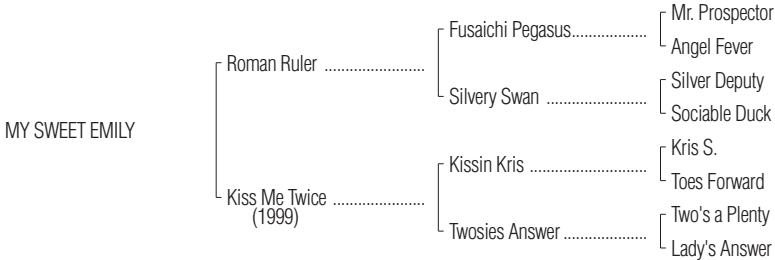 Mr. Prospector
Fusaichi Pegasus..................
Angel Fever
Roman Ruler ........................
Silver Deputy
Silvery Swan ........................
Sociable Duck
MY SWEET EMILY
Kris S.
Kissin Kris ............................
Toes Forward
Kiss Me Twice ......................
(1999)
Two's a Plenty
Twosies Answer ....................
Lady's Answer